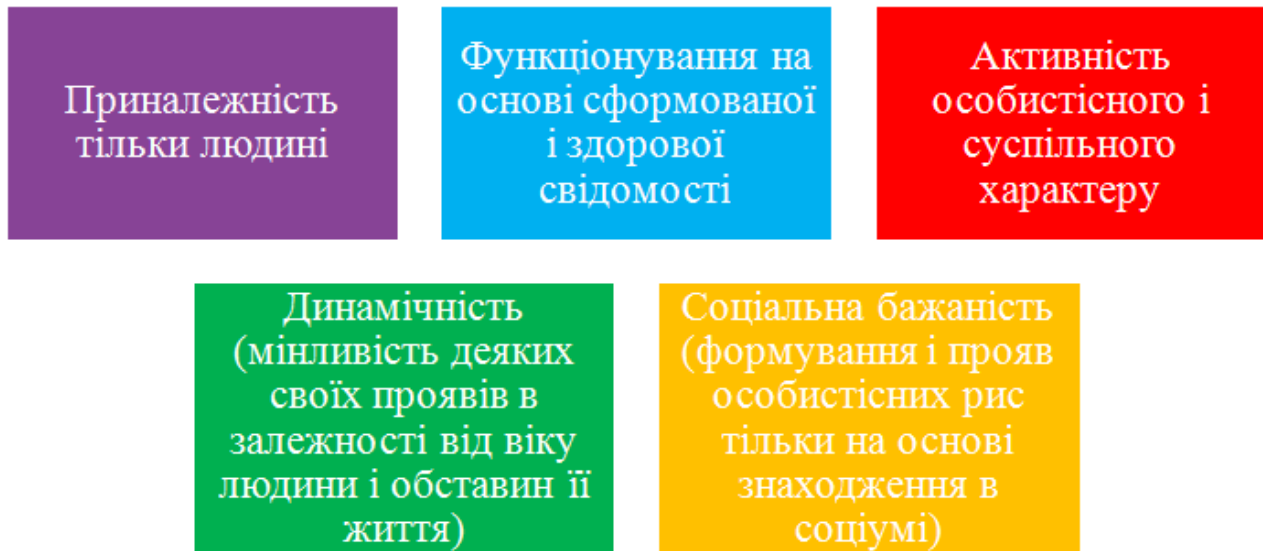 Приналежність
тільки людині
Функціонування на
основі сформованої
і здорової
свідомості
Активність
особистісного і
суспільного
характеру
Динамічність
(мінливість деяких
своїх проявів в
залежності від віку
людини і обставин її
життя)
Соціальна бажаність
(формування і прояв
особистісних рис
тільки на основі
знаходження в
соціумі)